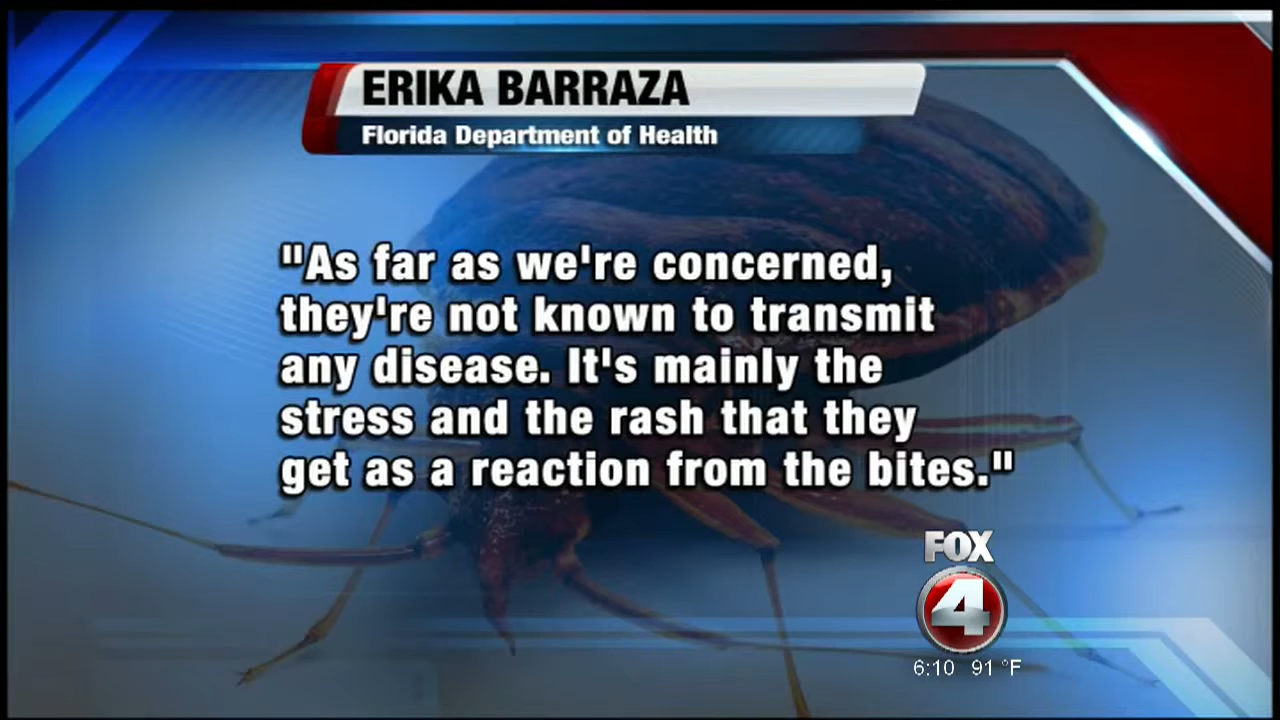 ERIKA BARRAZA
Florida Department of Health
"As far as we're concerned,
they're not known to transmit
any disease. It's mainly the
stress and the rash that they
get as a reaction from the bites."
FOX
4
6:10 91 °F